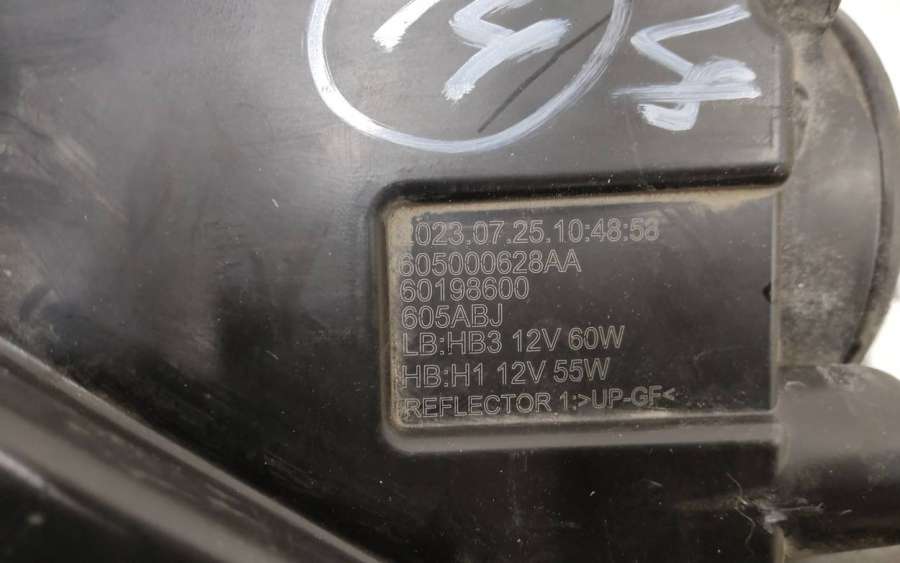 2023.07.25.10:48:58
605000628AA
60198600
605ABJ
LB:HB3 12V 60W
HB:H1 12V 55W
REFLECTOR 1:>UP-GF<